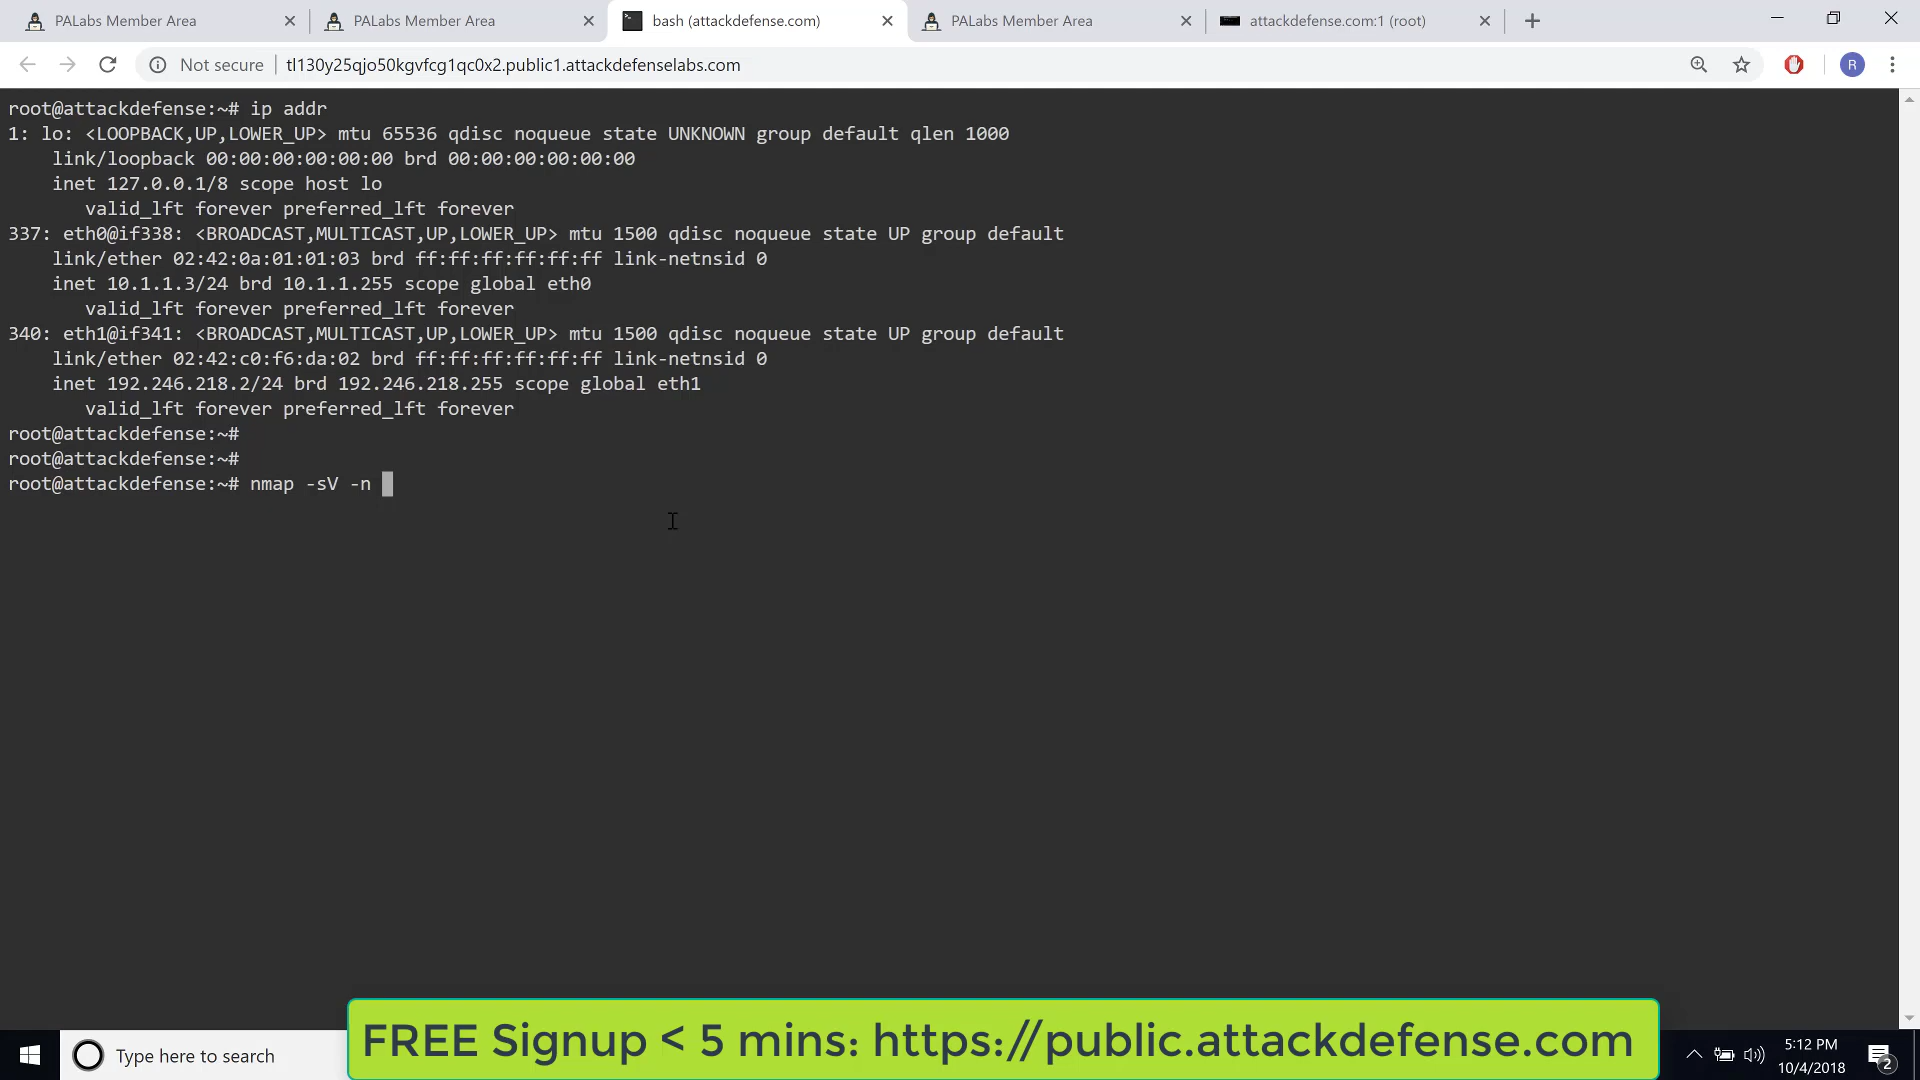 PALabs Member Area
PALabs Member Area
bash (attackdefense.com)
PALabs Member Area
attackdefense.com:1 (root)
Not secure
tl130y25qjo50kgvfcg1qc0x2.public1.attackdefenselabs.com
R
root@attackdefense:~# ip addr
1: lo: <LOOPBACK,UP,LOWER_UP> mtu 65536 qdisc noqueue state UNKNOWN group default qlen 1000
link/loopback 00:00:00:00:00:00 brd 00:00:00:00:00:00
inet 127.0.0.1/8 scope host lo
valid_lft forever preferred_lft forever
337: eth0@if338: <BROADCAST,MULTICAST,UP,LOWER_UP> mtu 1500 qdisc noqueue state UP group default
link/ether 02:42:0a:01:01:03 brd ff:ff:ff:ff:ff:ff link-netnsid 0
inet 10.1.1.3/24 brd 10.1.1.255 scope global eth0
valid_lft forever preferred_lft forever
340: eth1@if341: <BROADCAST,MULTICAST,UP,LOWER_UP> mtu 1500 qdisc noqueue state UP group default
link/ether 02:42:c0:f6:da:02 brd ff:ff:ff:ff:ff:ff link-netnsid 0
inet 192.246.218.2/24 brd 192.246.218.255 scope global eth1
valid_lft forever preferred_lft forever
root@attackdefense:~#
root@attackdefense:~#
root@attackdefense:~# nmap -sV -n
FREE Signup < 5 mins: https://public.attackdefense.com
Type here to search
5:12 PM
10/4/2018
2